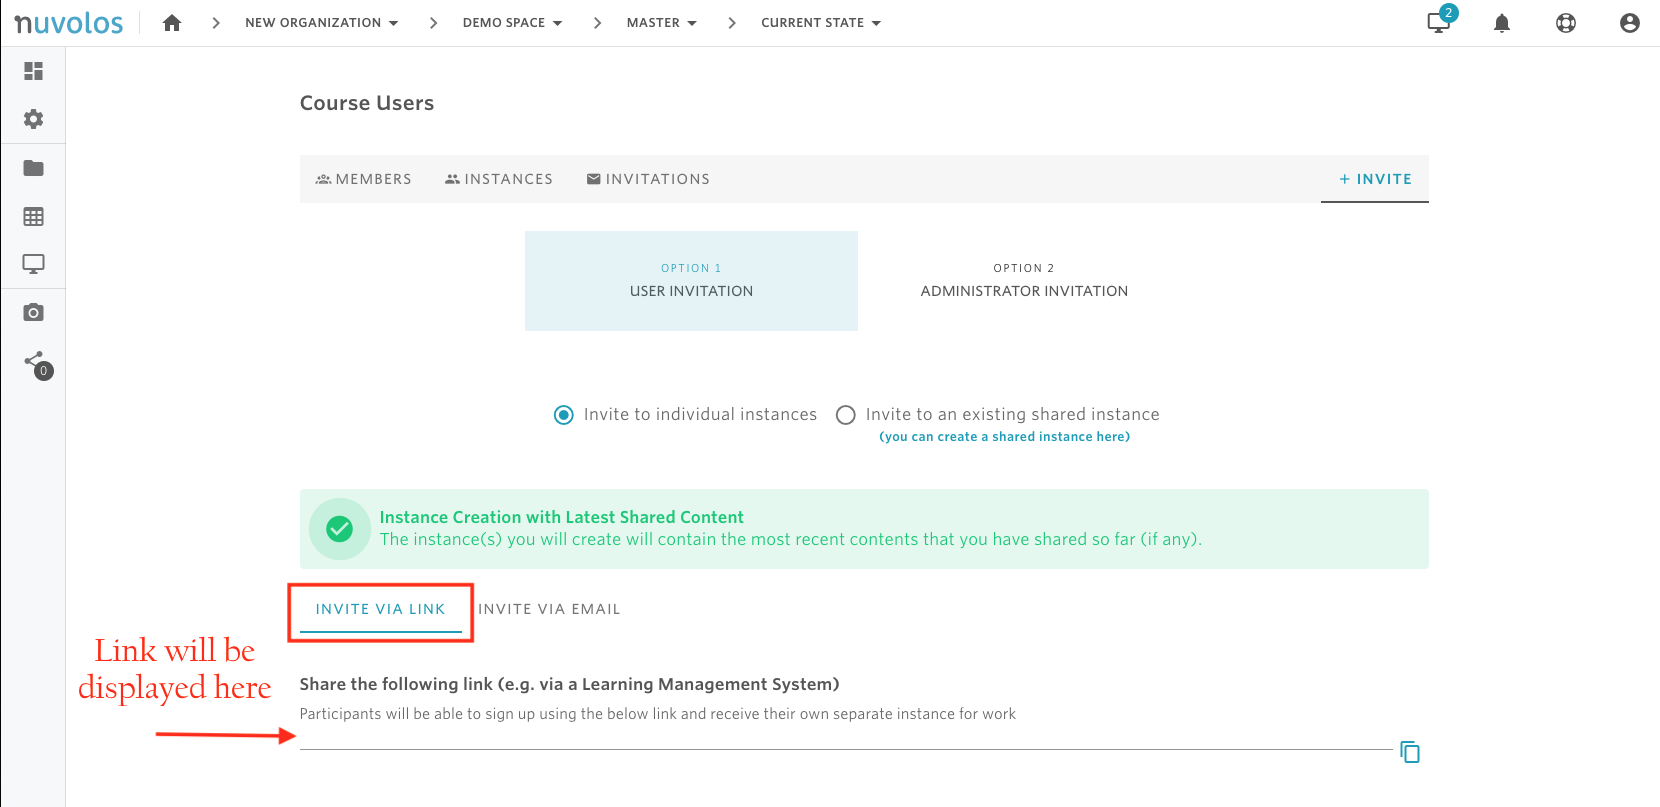 nuvolos
NEW ORGANIZATION
DEMO SPACE
MASTER
CURRENT STATE
2
Course Users
MEMBERS
INSTANCES
INVITATIONS
+ INVITE
OPTION 1
USER INVITATION
OPTION 2
ADMINISTRATOR INVITATION
0
Invite to individual instances
Invite to an existing shared instance
(you can create a shared instance here)
Instance Creation with Latest Shared Content
The instance(s) you will create will contain the most recent contents that you have shared so far (if any).
INVITE VIA LINK
INVITE VIA EMAIL
Link will be
displayed here
Share the following link (e.g. via a Learning Management System)
Participants will be able to sign up using the below link and receive their own separate instance for work